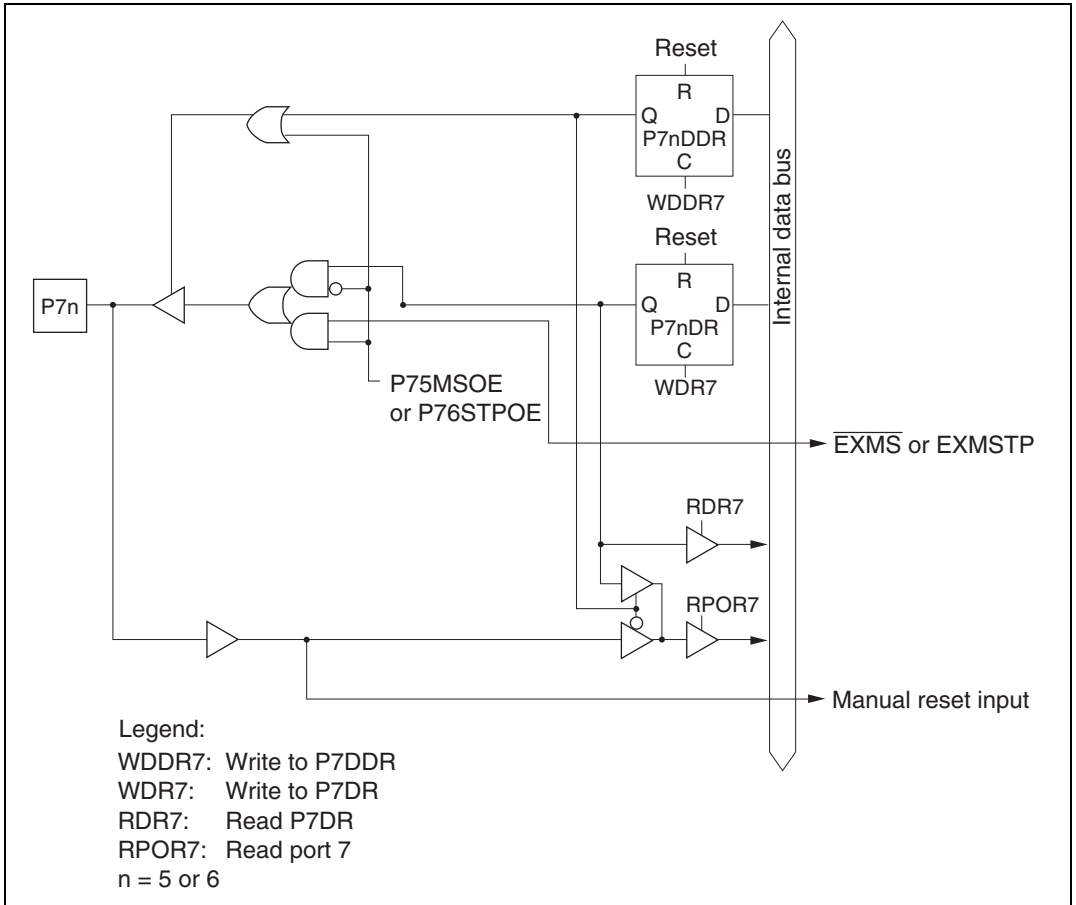 Reset
R
Q D
P7nDDR
C
WDDR7
Reset
R
Q D
P7nDR
C
WDR7
Internal data bus
P7n
P75MSOE
or P76STPOE
EXMS or EXMSTP
RDR7
RPOR7
Manual reset input
Legend:
WDDR7: Write to P7DDR
WDR7: Write to P7DR
RDR7: Read P7DR
RPOR7: Read port 7
n = 5 or 6